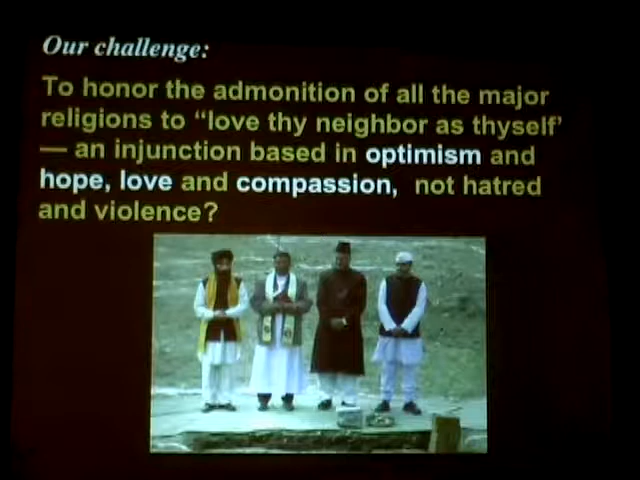 Our challenge:
To honor the admonition of all the major
religions to “love thy neighbor as thyself’
— an injunction based in optimism and
hope, love and compassion, not hatred
and violence?